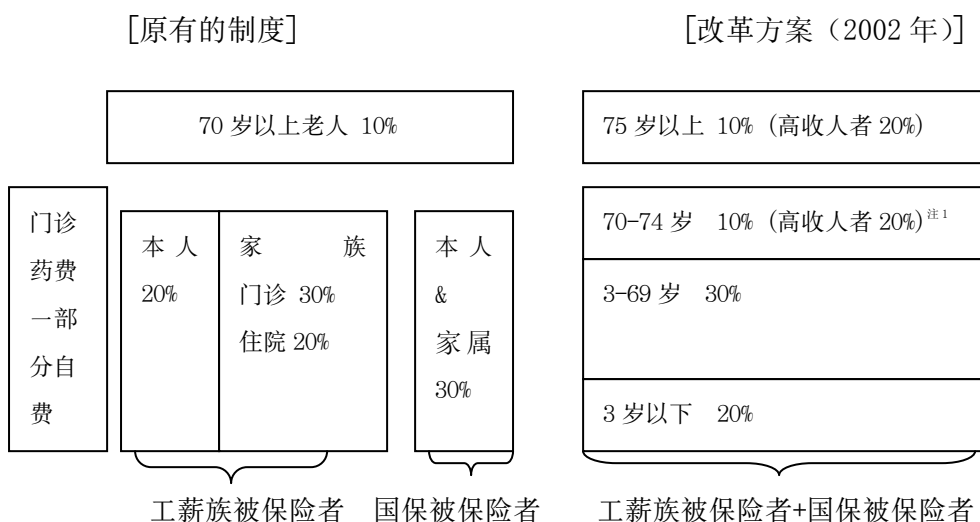 [原有的制度]
[改革方案（2002 年)]
70 岁以上老人 10%
75 岁以上 10% (高收人者 20%)
门诊
药费
一部
分自
费
本 人
20%
家 族
门诊 30%
住院 20%
本 人
&
家 属
30%
70-74 岁 10% (高收人者 20%)注 1
3-69 岁 30%
3 岁以下 20%
工薪族被保险者
国保被保险者
工薪族被保险者+国保被保险者